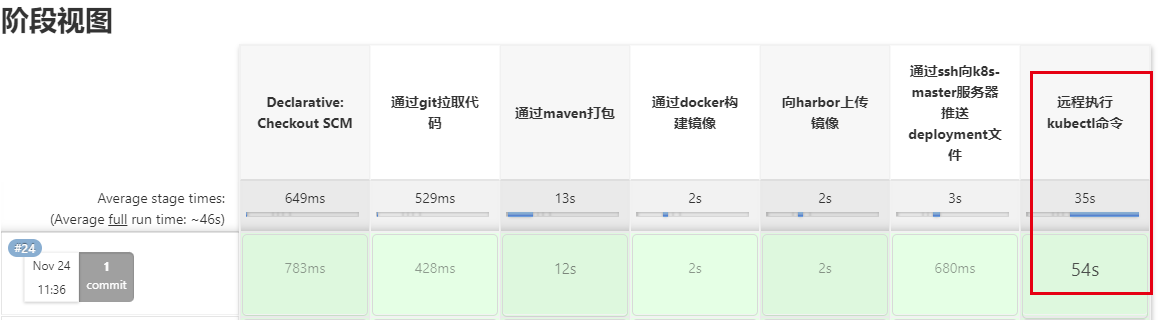 阶段视图
Declarative:
Checkout SCM
通过git拉取代
码
通过maven打包
通过docker构
建镜像
向harbor上传
镜像
通过ssh向k8s-
master服务器
推送
deployment文
件
远程执行
kubectl命令
Average stage times:
(Average full run time: ~46s)
649ms
529ms
13s
2s
2s
3s
35s
#24
Nov 24
11:36
1
commit
783ms
428ms
12s
2s
2s
680ms
54s